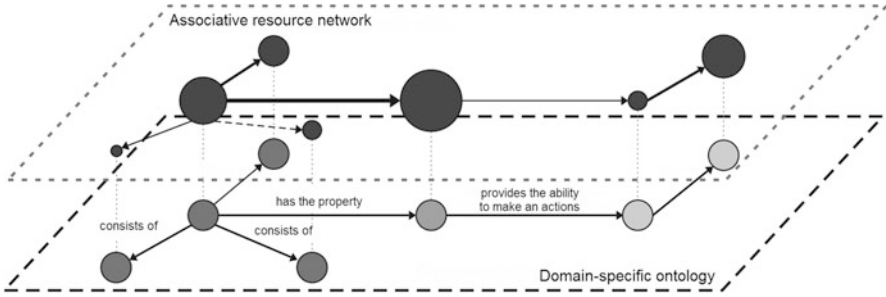 Associative resource network
has the property
provides the ability
to make an actions
consists of
consists of
Domain-specific ontology